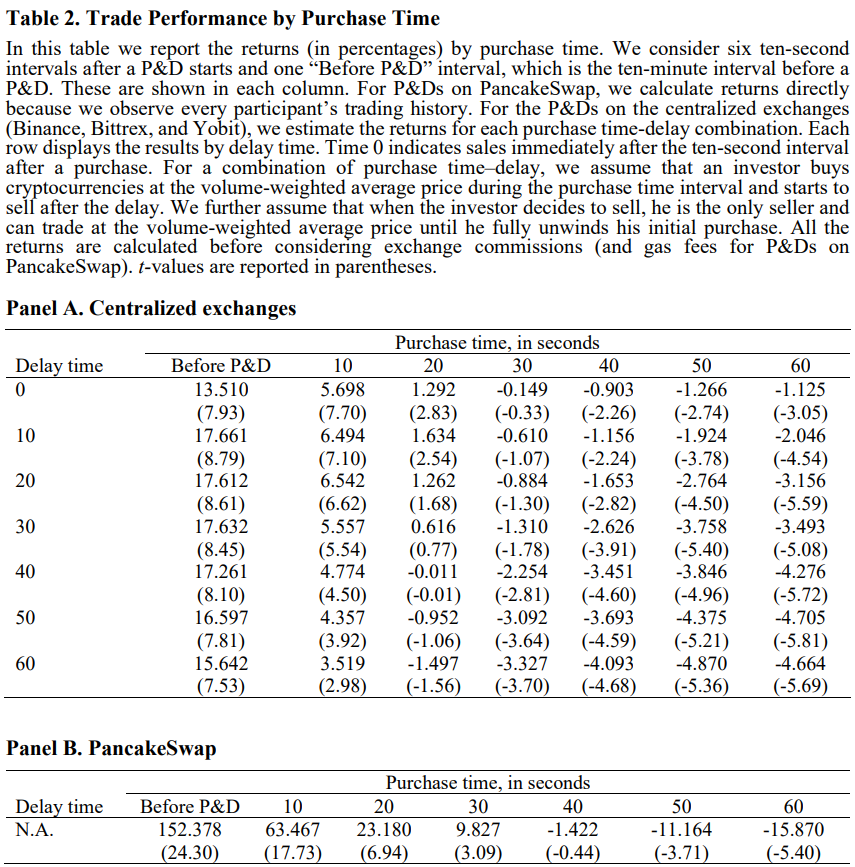 Table 2. Trade Performance by Purchase Time
In this table we report the returns (in percentages) by purchase time. We consider six ten-second
intervals after a P&D starts and one “Before P&D” interval, which is the ten-minute interval before a
P&D. These are shown in each column. For P&Ds on PancakeSwap, we calculate returns directly
because we observe every participant’s trading history. For the P&Ds on the centralized exchanges
(Binance, Bittrex, and Yobit), we estimate the returns for each purchase time-delay combination. Each
row displays the results by delay time. Time 0 indicates sales immediately after the ten-second interval
after a purchase. For a combination of purchase time–delay, we assume that an investor buys
cryptocurrencies at the volume-weighted average price during the purchase time interval and starts to
sell after the delay. We further assume that when the investor decides to sell, he is the only seller and
can trade at the volume-weighted average price until he fully unwinds his initial purchase. All the
returns are calculated before considering exchange commissions (and gas fees for P&Ds on
PancakeSwap). t-values are reported in parentheses.
Panel A. Centralized exchanges
Purchase time, in seconds
Delay time Before P&D 10 20 30 40 50 60
0 13.510 5.698 1.292 -0.149 -0.903 -1.266 -1.125
(7.93) (7.70) (2.83) (-0.33) (-2.26) (-2.74) (-3.05)
10 17.661 6.494 1.634 -0.610 -1.156 -1.924 -2.046
(8.79) (7.10) (2.54) (-1.07) (-2.24) (-3.78) (-4.54)
20 17.612 6.542 1.262 -0.884 -1.653 -2.764 -3.156
(8.61) (6.62) (1.68) (-1.30) (-2.82) (-4.50) (-5.59)
30 17.632 5.557 0.616 -1.310 -2.626 -3.758 -3.493
(8.45) (5.54) (0.77) (-1.78) (-3.91) (-5.40) (-5.08)
40 17.261 4.774 -0.011 -2.254 -3.451 -3.846 -4.276
(8.10) (4.50) (-0.01) (-2.81) (-4.60) (-4.96) (-5.72)
50 16.597 4.357 -0.952 -3.092 -3.693 -4.375 -4.705
(7.81) (3.92) (-1.06) (-3.64) (-4.59) (-5.21) (-5.81)
60 15.642 3.519 -1.497 -3.327 -4.093 -4.870 -4.664
(7.53) (2.98) (-1.56) (-3.70) (-4.68) (-5.36) (-5.69)
Panel B. PancakeSwap
Purchase time, in seconds
Delay time Before P&D 10 20 30 40 50 60
N.A. 152.378 63.467 23.180 9.827 -1.422 -11.164 -15.870
(24.30) (17.73) (6.94) (3.09) (-0.44) (-3.71) (-5.40)